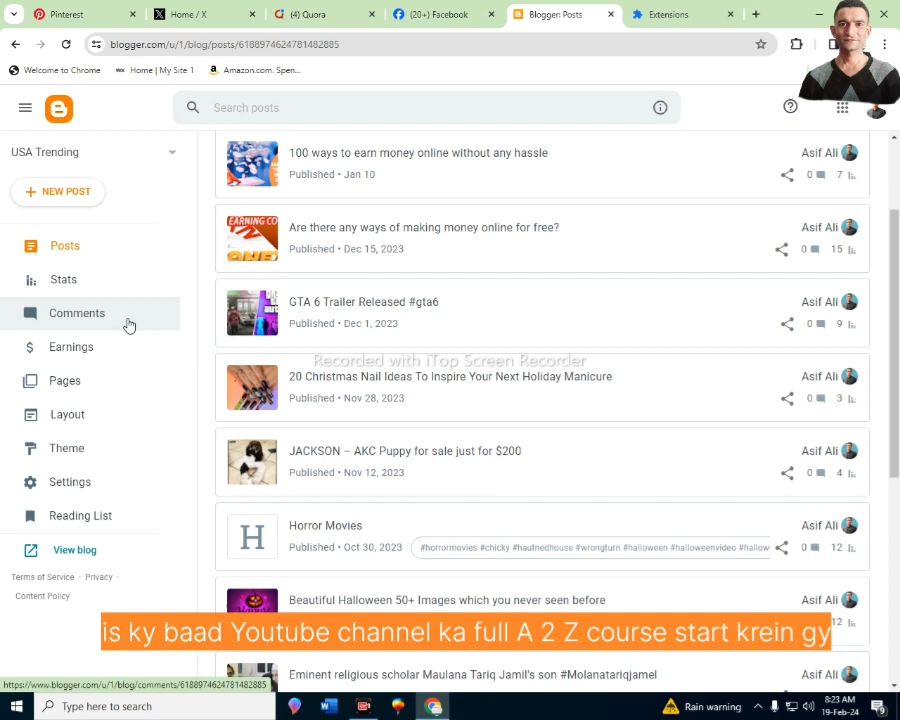 Pinterest
Home / X
(4) Quora
(20+) Facebook
Blogger: Posts
Extensions
blogger.com/u/1/blog/posts/6188974624781482885
Welcome to Chrome
WX Home | My Site 1
Amazon.com. Spen...
Search posts
USA Trending
NEW POST
Posts
Stats
Comments
Earnings
Pages
Layout
Theme
Settings
Reading List
View blog
Terms of Service · Privacy ·
Content Policy
100 ways to earn money online without any hassle
Asif Ali
Published • Jan 10
0 7
Are there any ways of making money online for free?
Asif Ali
Published • Dec 15, 2023
0 15
GTA 6 Trailer Released #gta6
Asif Ali
Published • Dec 1, 2023
0 9
Recorded with iTop Screen Recorder
20 Christmas Nail Ideas To Inspire Your Next Holiday Manicure
Asif Ali
Published • Nov 28, 2023
0 3
JACKSON – AKC Puppy for sale just for $200
Asif Ali
Published • Nov 12, 2023
0 4
H
Horror Movies
Asif Ali
Published • Oct 30, 2023
#horrormovies #chicky #hautnedhouse #wrongturn #halloween #halloweenvideo #hallow
0 12
Beautiful Halloween 50+ Images which you never seen before
Asif Ali
12
is ky baad Youtube channel ka full A 2 Z course start krein gy
Eminent religious scholar Maulana Tariq Jamil's son #Molanatariqjamel
Asif Ali
https://www.blogger.com/u/1/blog/comments/6188974624781482885
Type here to search
Rain warning
8:23 AM
19-Feb-24
9